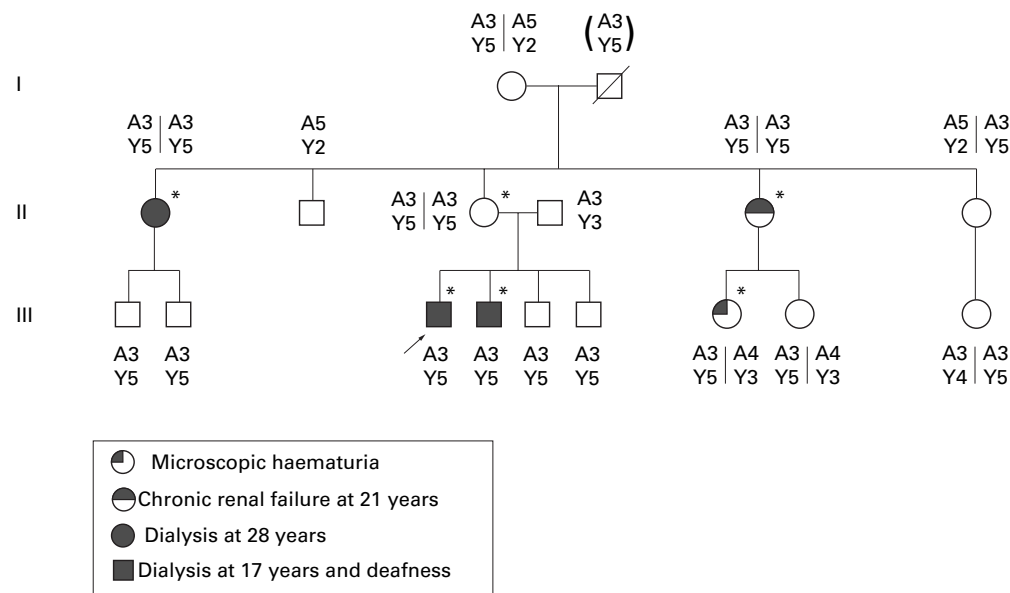 A3 | A5 (A3)
Y5 | Y2 (Y5)
I
A3 | A3 A5 A3 | A3 A5 | A3
Y5 | Y5 Y2 Y5 | Y5 Y2 | Y5
* * *
II A3 | A3 A3
Y5 | Y5 Y3
* * *
III
A3 A3 A3 A3 A3 A3 A3 | A4 A3 | A4 A3 | A3
Y5 Y5 Y5 Y5 Y5 Y5 Y5 | Y3 Y5 | Y3 Y4 | Y5
Microscopic haematuria
Chronic renal failure at 21 years
Dialysis at 28 years
Dialysis at 17 years and deafness